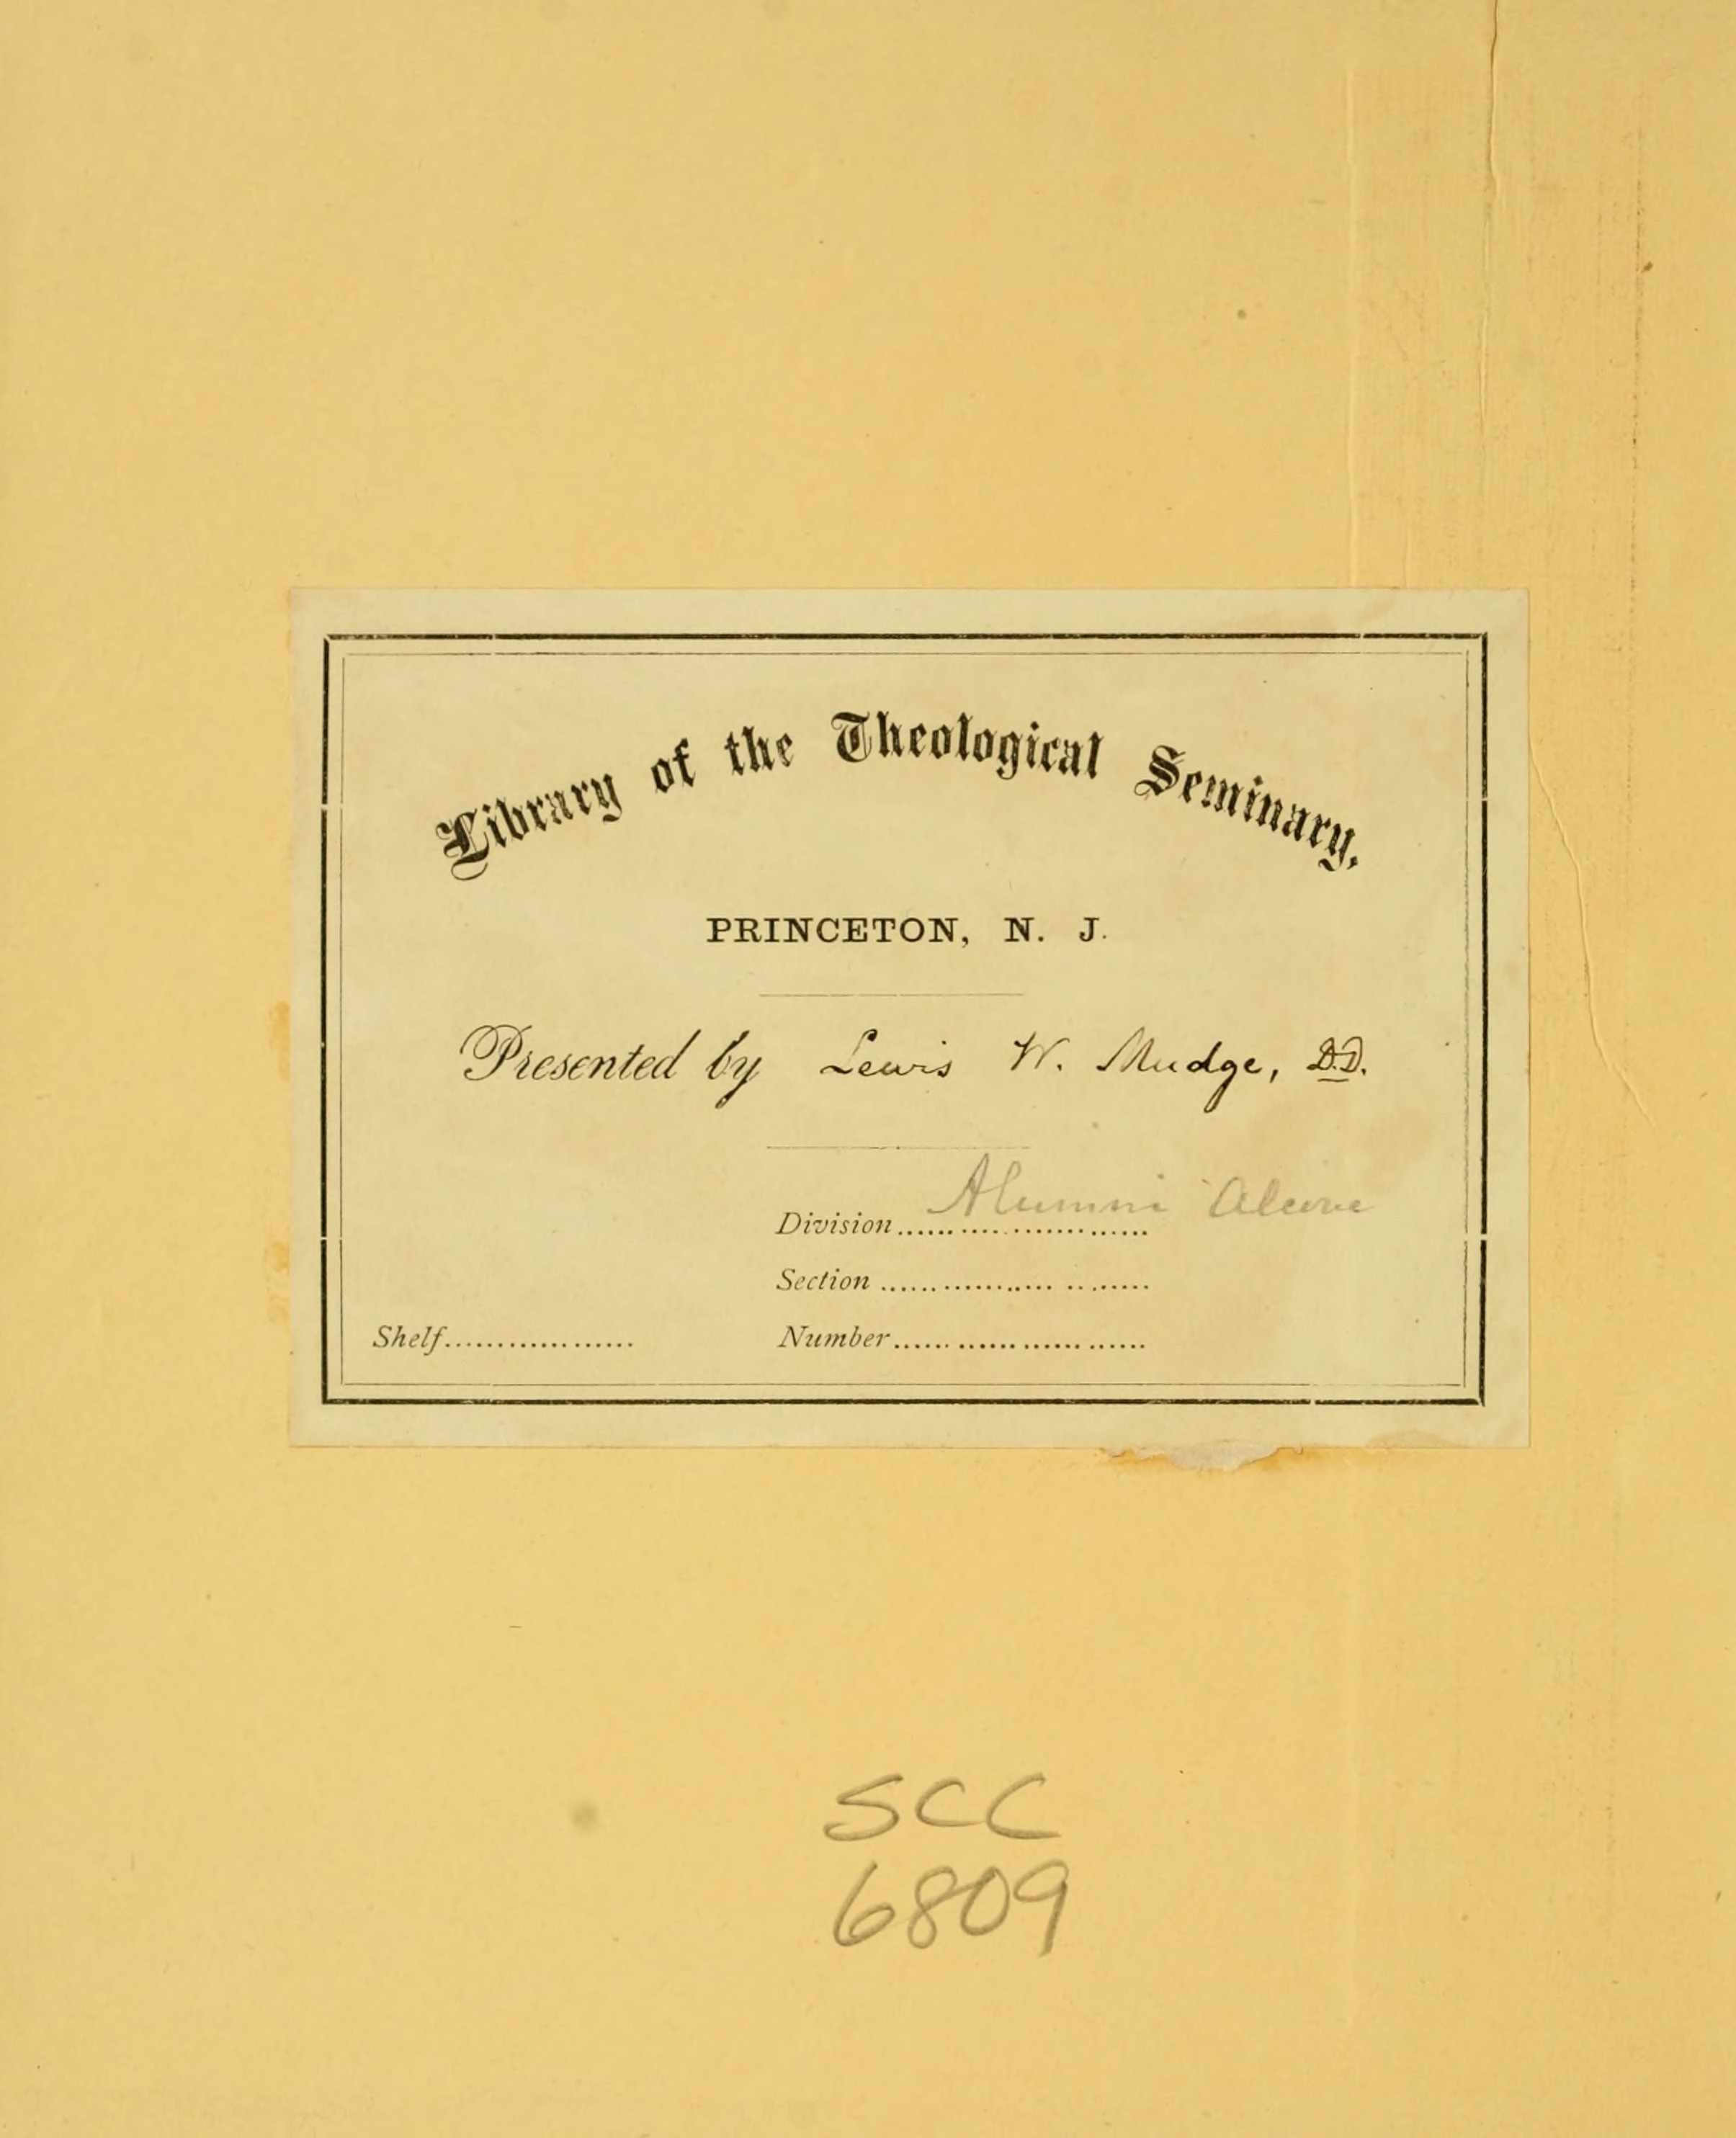 Library of the Theological Seminary,
PRINCETON, N. J.
Presented by Lewis W. Mudge, D.D.
Division Alumni Alcove
Section
Shelf
Number
SCC
6809